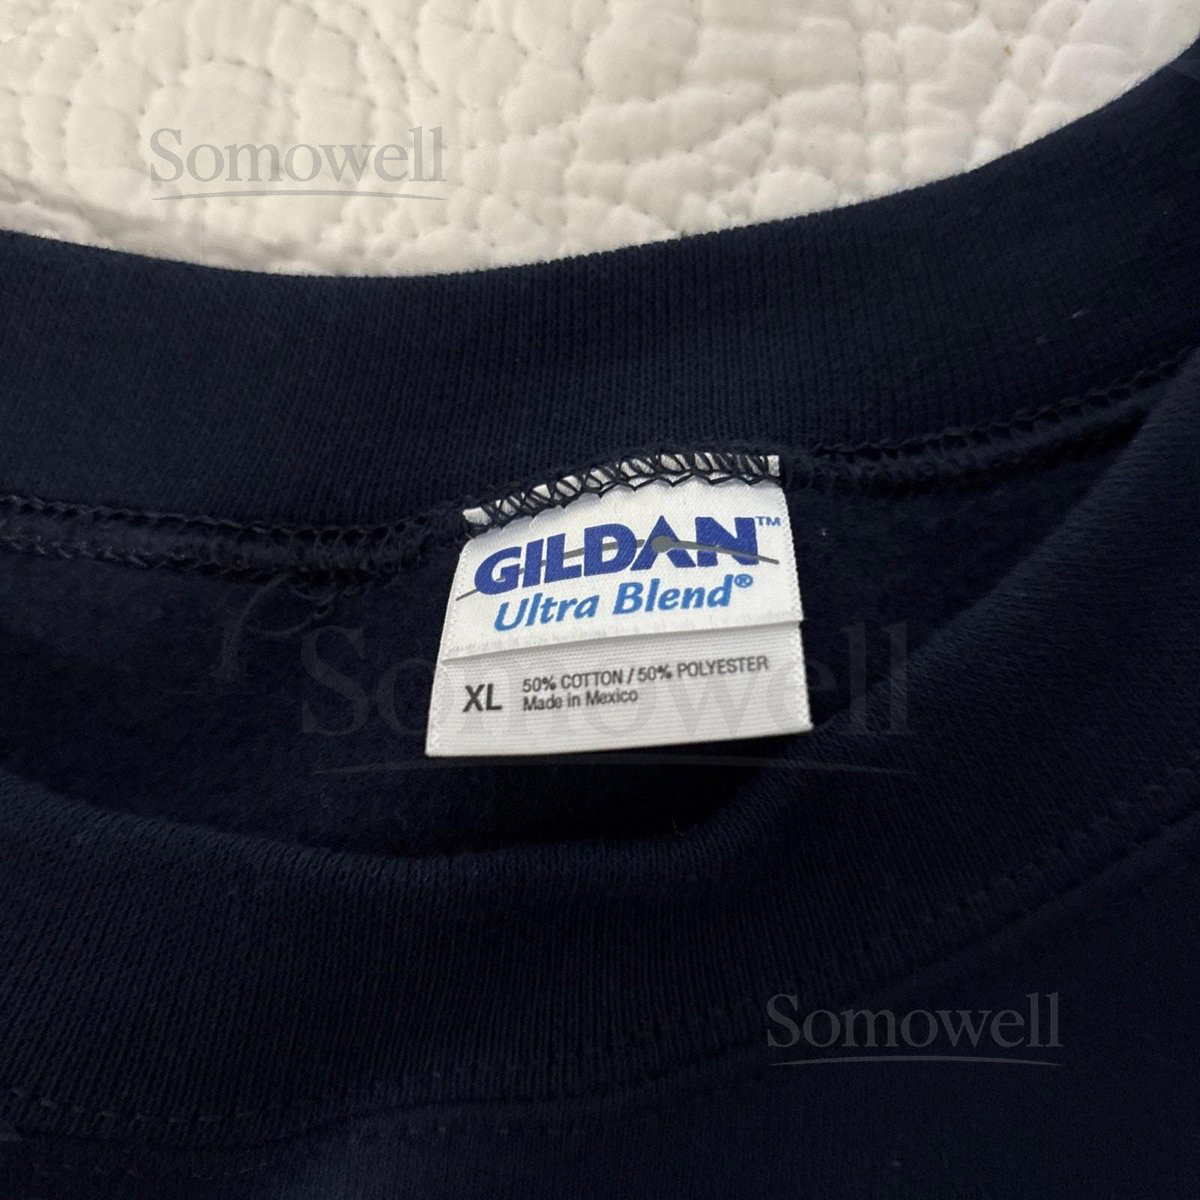 Somowell
GILDAN™
Ultra Blend®
XL
50% COTTON / 50% POLYESTER
Made in Mexico
Somowell
Somowell